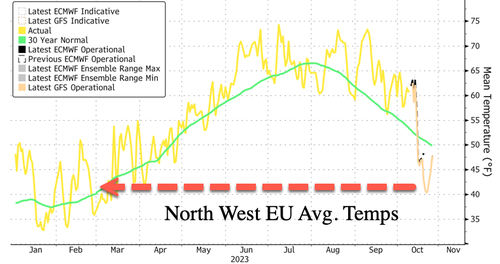 Latest ECMWF Indicative
Latest GFS Indicative
Actual
30 Year Normal
Latest ECMWF Operational
Previous ECMWF Operational
Latest ECMWF Ensemble Range Max
Latest ECMWF Ensemble Range Min
Latest GFS Operational
75
70
65
60
55
50
45
40
35
30
Mean Temperature (°F)
North West EU Avg. Temps
Jan Feb Mar Apr May Jun Jul Aug Sep Oct Nov
2023